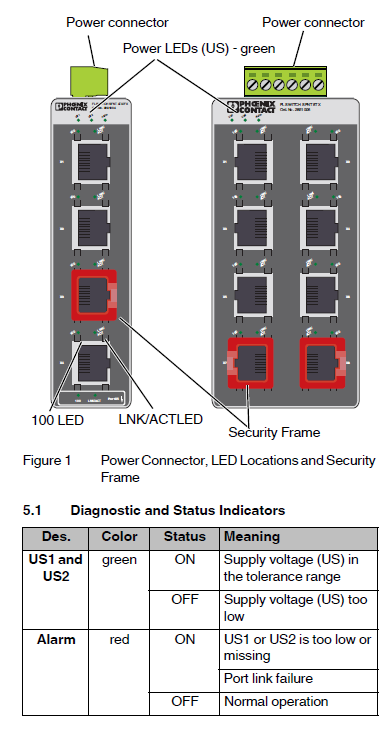 Power connector
Power connector
Power LEDs (US) - green
PHOENIX
CONTACT
PHOENIX
CONTACT
100 LED
LNK/ACTLED
Security Frame
Figure 1 Power Connector, LED Locations and Security
Frame
5.1 Diagnostic and Status Indicators
Des. Color Status Meaning
US1 and
US2
green ON Supply voltage (US) in
the tolerance range
OFF Supply voltage (US) too
low
Alarm red ON US1 or US2 is too low or
missing
Port link failure
OFF Normal operation